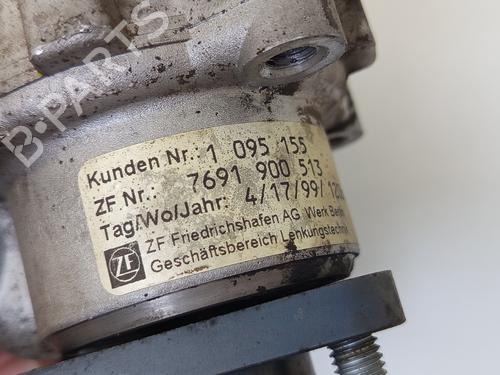 B-PARTS
Kunden Nr.: 1 095 155
ZF Nr.: 7691 900 513
Tag/Wo/Jahr: 4/17/99/
ZF Friedrichshafen AG Werk
Geschäftsbereich Lenkungstechnik
ZF